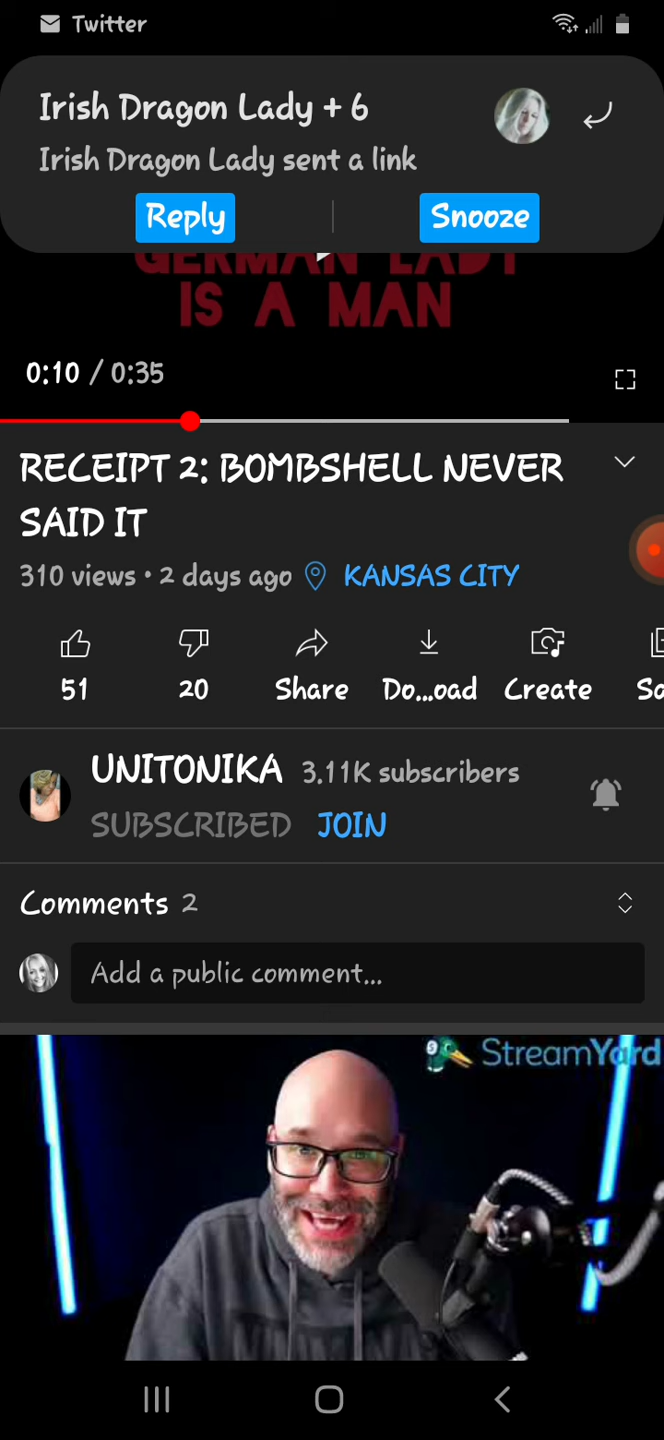 Twitter
Irish Dragon Lady + 6
Irish Dragon Lady sent a link
Reply
Snooze
GERMAN LADY
IS A MAN
0:10 / 0:35
RECEIPT 2: BOMBSHELL NEVER
SAID IT
310 views • 2 days ago KANSAS CITY
51
20
Share
Do...oad
Create
UNITONIKA 3.11K subscribers
SUBSCRIBED JOIN
Comments 2
Add a public comment...
StreamYard